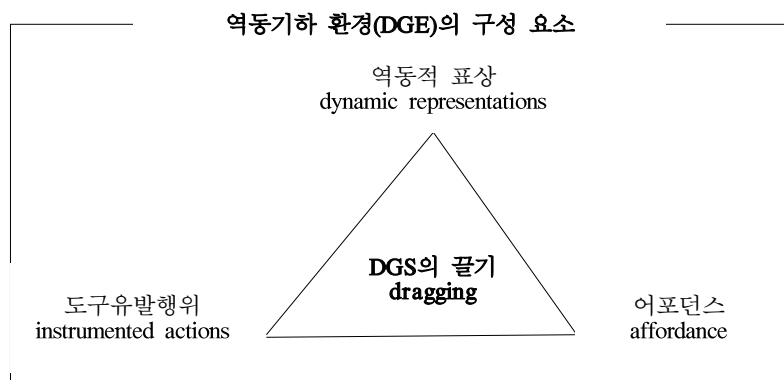 역동기하 환경(DGE)의 구성 요소
역동적 표상
dynamic representations
DGS의 끌기
dragging
도구유발행위
instrumented actions
어포던스
affordance